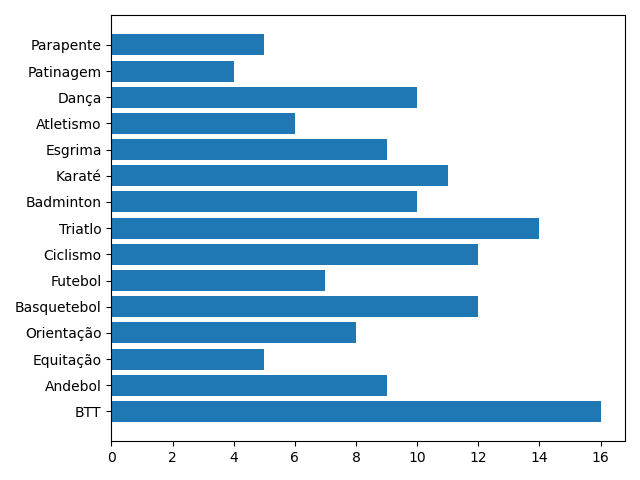 Parapente
Patinagem
Dança
Atletismo
Esgrima
Karaté
Badminton
Triatlo
Ciclismo
Futebol
Basquetebol
Orientação
Equitação
Andebol
BTT
0 2 4 6 8 10 12 14 16